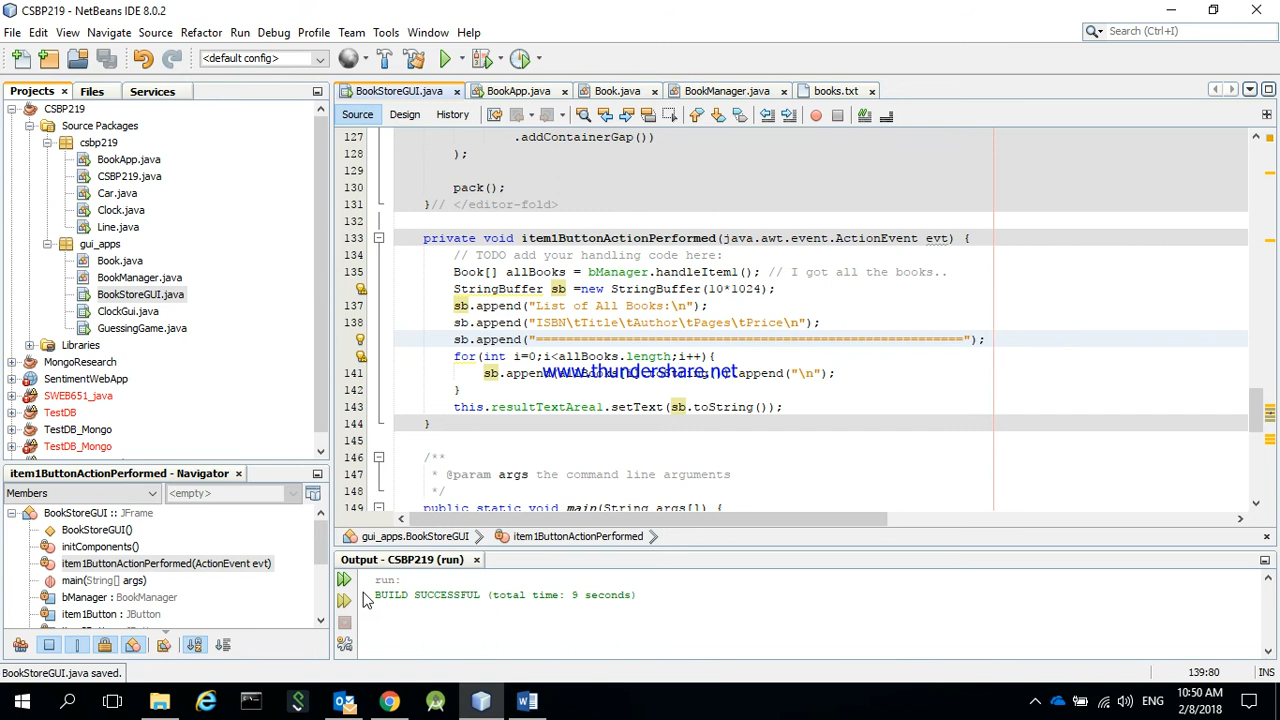 CSBP219 - NetBeans IDE 8.0.2
File Edit View Navigate Source Refactor Run Debug Profile Team Tools Window Help
Search (Ctrl+I)
<default config>
Projects Files Services
BookStoreGUI.java BookApp.java Book.java BookManager.java books.txt
Source Design History
CSBP219
Source Packages
csbp219
BookApp.java
CSBP219.java
Car.java
Clock.java
Line.java
gui_apps
Book.java
BookManager.java
BookStoreGUI.java
ClockGui.java
GuessingGame.java
Libraries
MongoResearch
SentimentWebApp
SWEB651_java
TestDB
TestDB_Mongo
TestDB_Mongo
127 .addContainerGap())
128 );
129
130 pack();
131 }// </editor-fold>
132
133 private void item1ButtonActionPerformed(java.awt.event.ActionEvent evt) {
134 // TODO add your handling code here:
135 Book[] allBooks = bManager.handleItem1(); // I got all the books..
StringBuffer sb =new StringBuffer(10*1024);
137 sb.append("List of All Books:\n");
138 sb.append("ISBN\tTitle\tAuthor\tPages\tPrice\n");
sb.append("=========================================================");
for(int i=0;i<allBooks.length;i++){
141 sb.append( .append("\n");
www.thundershare.net
142 }
143 this.resultTextArea1.setText(sb.toString());
144 }
145
146 /**
147 * @param args the command line arguments
148 */
149 public static void main(String args[]) {
item1ButtonActionPerformed - Navigator
Members <empty>
BookStoreGUI :: JFrame
BookStoreGUI()
initComponents()
item1ButtonActionPerformed(ActionEvent evt)
main(String[] args)
bManager : BookManager
item1Button : JButton
gui_apps.BookStoreGUI item1ButtonActionPerformed
Output - CSBP219 (run)
run:
BUILD SUCCESSFUL (total time: 9 seconds)
BookStoreGUI.java saved.
139:80 INS
ENG
10:50 AM
2/8/2018